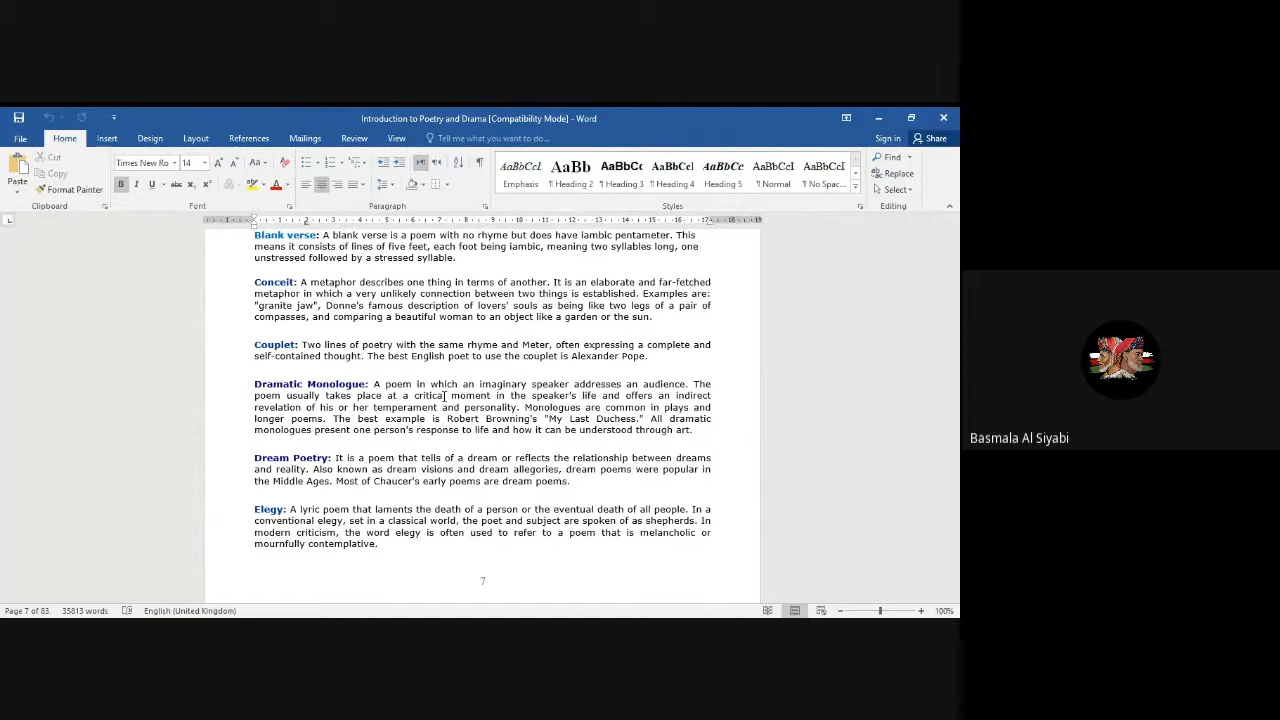 Introduction to Poetry and Drama [Compatibility Mode] - Word
File Home Insert Design Layout References Mailings Review View Tell me what you want to do... Sign in Share
Paste
Cut
Copy
Format Painter
Clipboard
Times New Ro 14
Font
Paragraph
AaBbCcI Emphasis
AaBb Heading 2
AaBbCc Heading 3
AaBbCcI Heading 4
AaBbCc Heading 5
AaBbCcI ¶ Normal
AaBbCcI ¶ No Spac...
Styles
Find
Replace
Select
Editing
Blank verse: A blank verse is a poem with no rhyme but does have iambic pentameter. This
means it consists of lines of five feet, each foot being iambic, meaning two syllables long, one
unstressed followed by a stressed syllable.
Conceit: A metaphor describes one thing in terms of another. It is an elaborate and far-fetched
metaphor in which a very unlikely connection between two things is established. Examples are:
"granite jaw", Donne's famous description of lovers' souls as being like two legs of a pair of
compasses, and comparing a beautiful woman to an object like a garden or the sun.
Couplet: Two lines of poetry with the same rhyme and Meter, often expressing a complete and
self-contained thought. The best English poet to use the couplet is Alexander Pope.
Dramatic Monologue: A poem in which an imaginary speaker addresses an audience. The
poem usually takes place at a critical moment in the speaker's life and offers an indirect
revelation of his or her temperament and personality. Monologues are common in plays and
longer poems. The best example is Robert Browning's "My Last Duchess." All dramatic
monologues present one person's response to life and how it can be understood through art.
Dream Poetry: It is a poem that tells of a dream or reflects the relationship between dreams
and reality. Also known as dream visions and dream allegories, dream poems were popular in
the Middle Ages. Most of Chaucer's early poems are dream poems.
Elegy: A lyric poem that laments the death of a person or the eventual death of all people. In a
conventional elegy, set in a classical world, the poet and subject are spoken of as shepherds. In
modern criticism, the word elegy is often used to refer to a poem that is melancholic or
mournfully contemplative.
7
Page 7 of 83 35813 words English (United Kingdom) 100%
Basmala Al Siyabi